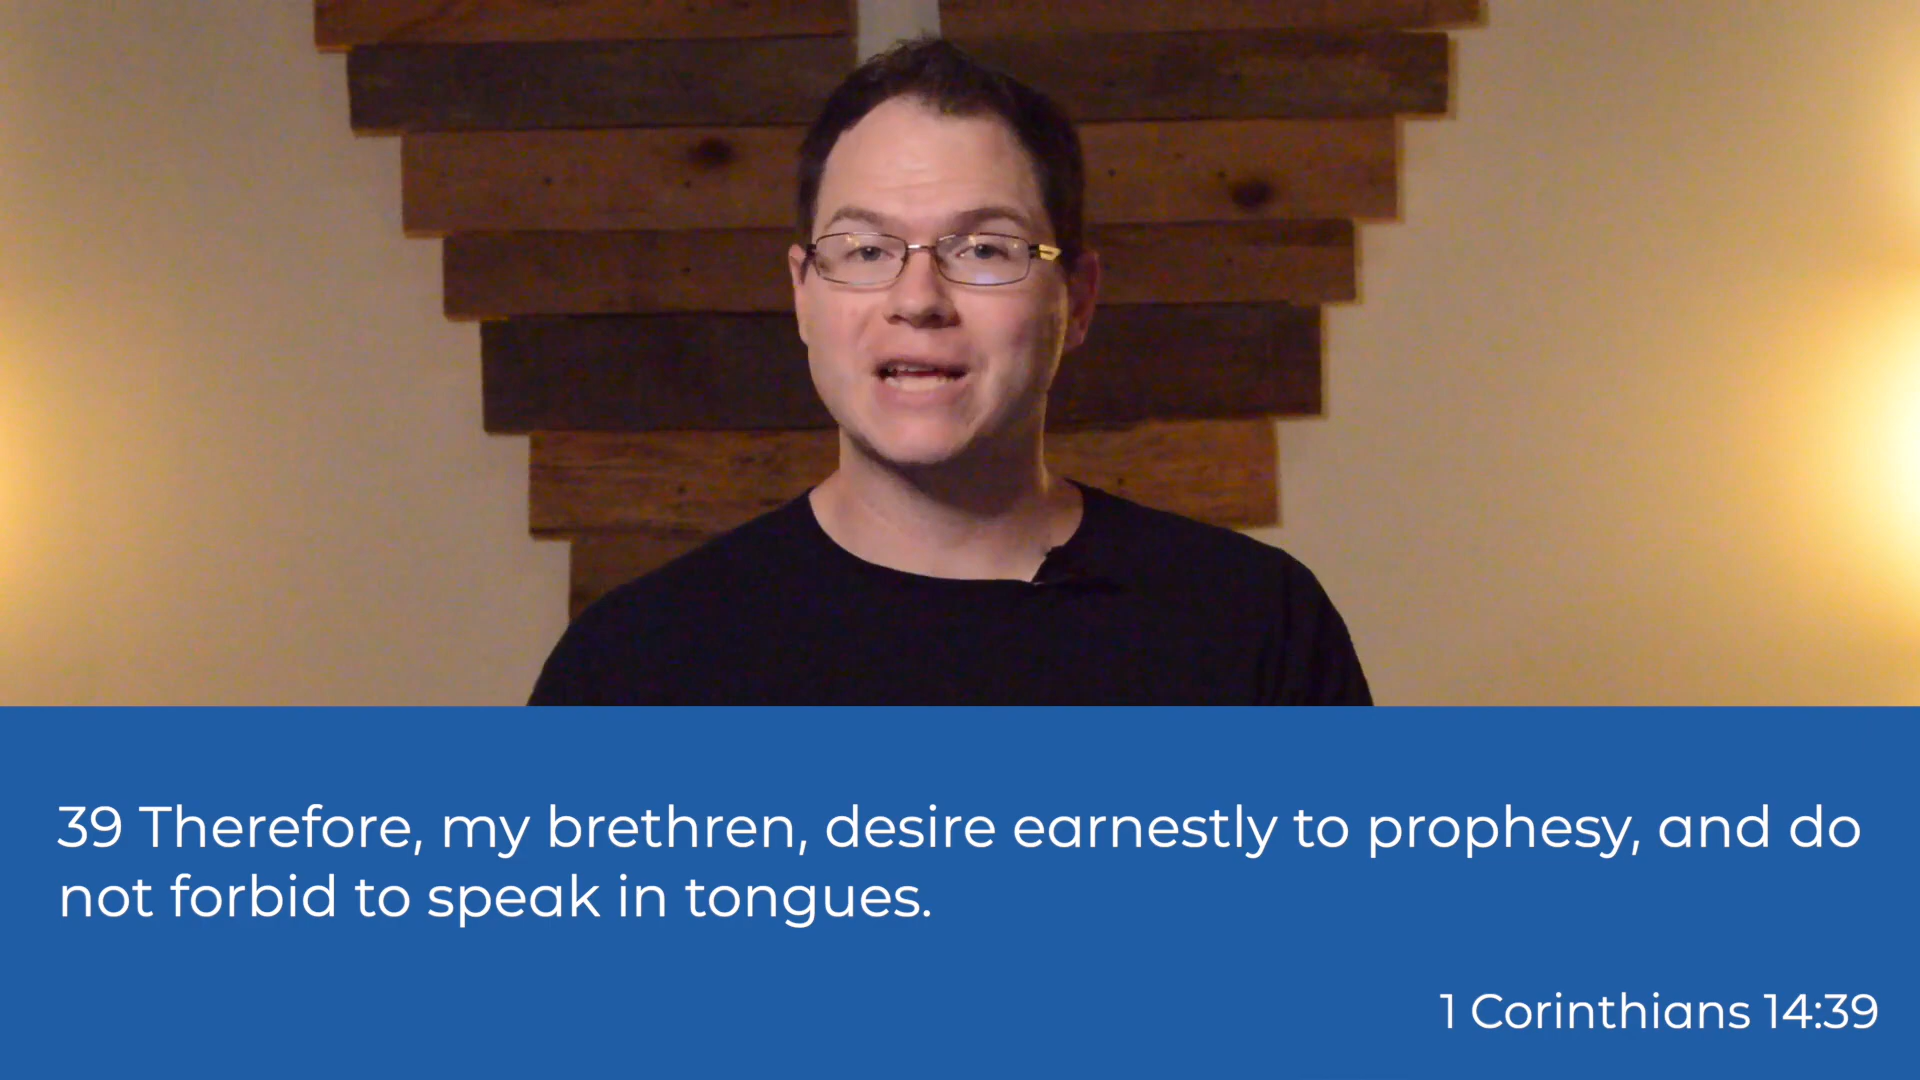 39 Therefore, my brethren, desire earnestly to prophesy, and do
not forbid to speak in tongues.
1 Corinthians 14:39